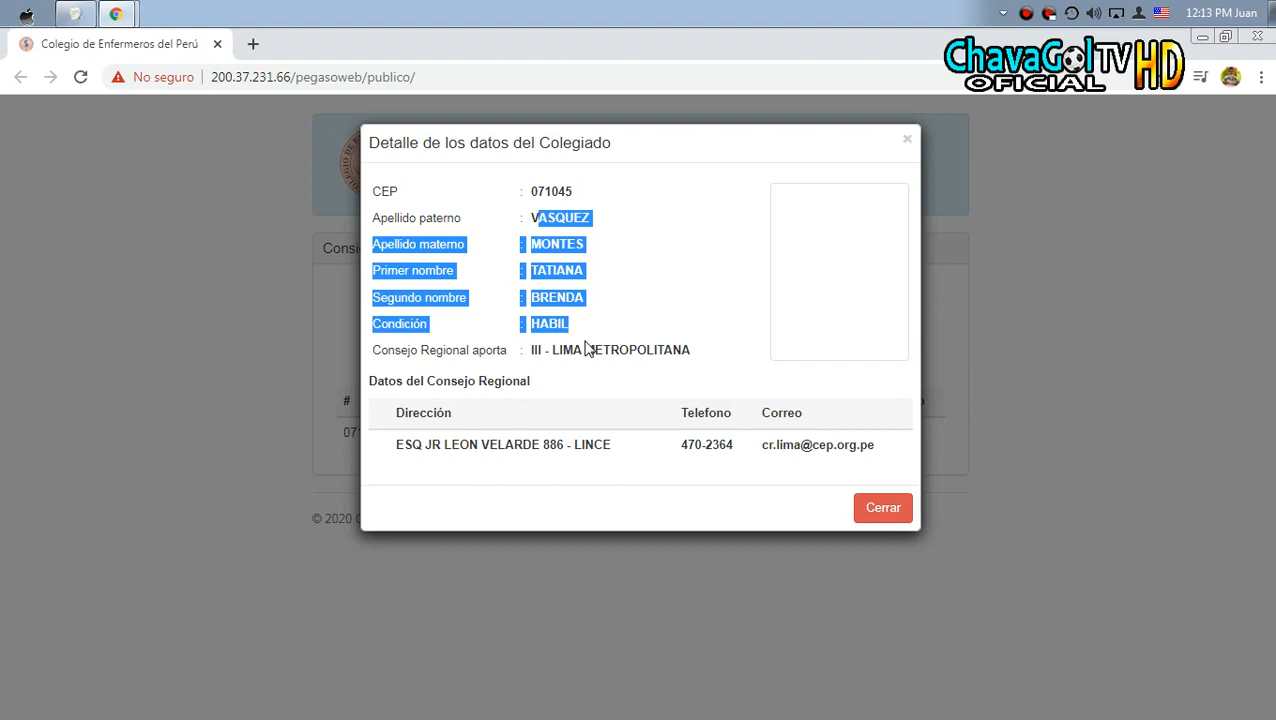 12:13 PM Juan
Colegio de Enfermeros del Perú
No seguro 200.37.231.66/pegasoweb/publico/
ChavaGolTV HD
OFICIAL
Detalle de los datos del Colegiado
CEP : 071045
Apellido paterno : VASQUEZ
Apellido materno : MONTES
Primer nombre : TATIANA
Segundo nombre : BRENDA
Condición : HABIL
Consejo Regional aporta : III - LIMA METROPOLITANA
Datos del Consejo Regional
Dirección Telefono Correo
ESQ JR LEON VELARDE 886 - LINCE 470-2364 cr.lima@cep.org.pe
Cerrar
Consi
#
07
© 2020